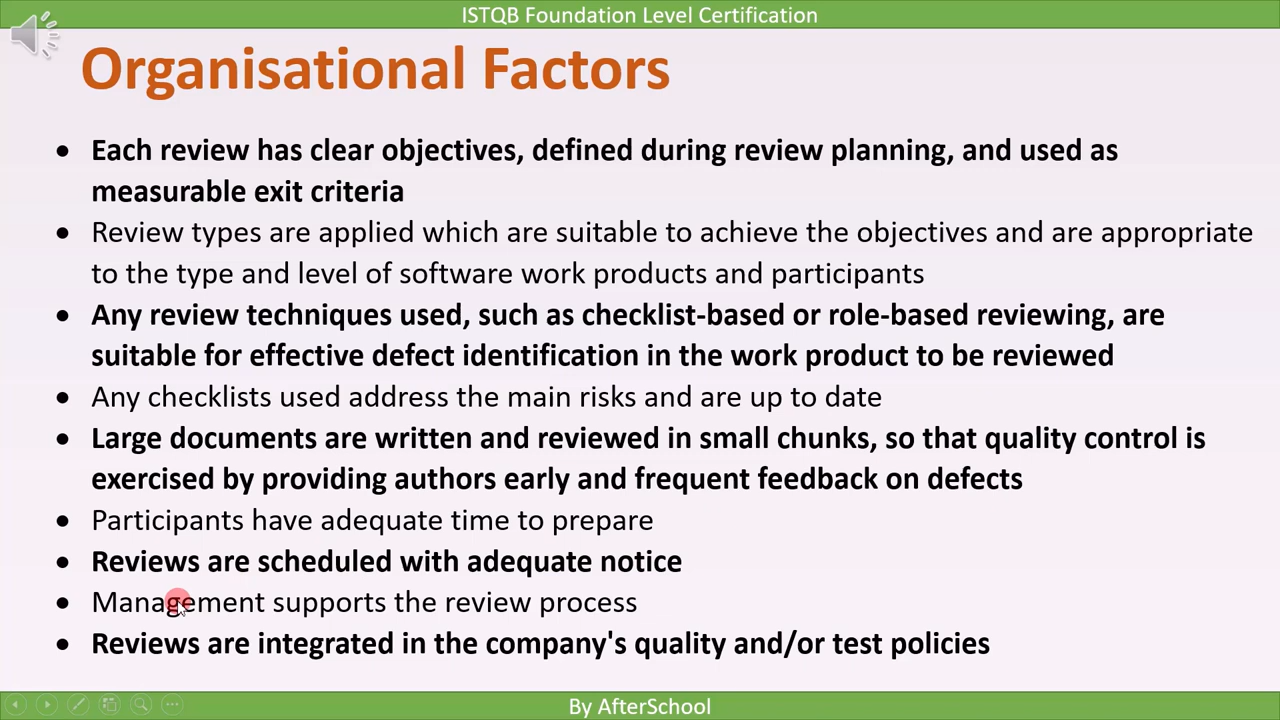 ISTQB Foundation Level Certification
Organisational Factors
• Each review has clear objectives, defined during review planning, and used as
measurable exit criteria
• Review types are applied which are suitable to achieve the objectives and are appropriate
to the type and level of software work products and participants
• Any review techniques used, such as checklist-based or role-based reviewing, are
suitable for effective defect identification in the work product to be reviewed
• Any checklists used address the main risks and are up to date
• Large documents are written and reviewed in small chunks, so that quality control is
exercised by providing authors early and frequent feedback on defects
• Participants have adequate time to prepare
• Reviews are scheduled with adequate notice
• Management supports the review process
• Reviews are integrated in the company's quality and/or test policies
By AfterSchool